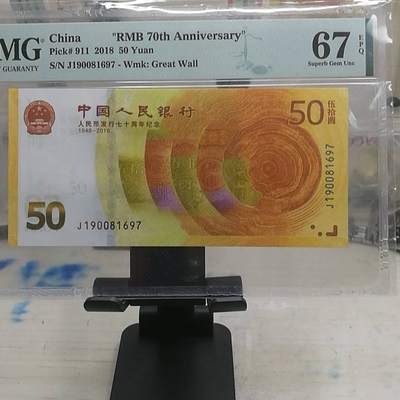 MG
GUARANTY
China "RMB 70th Anniversary"
Pick# 911 2018 50 Yuan
S/N J190081697 - Wmk: Great Wall
67 EPQ
Superb Gem Unc
中国人民银行
人民币发行七十周年纪念
1948-2018
50 伍拾圆
J190081697
50
J190081697